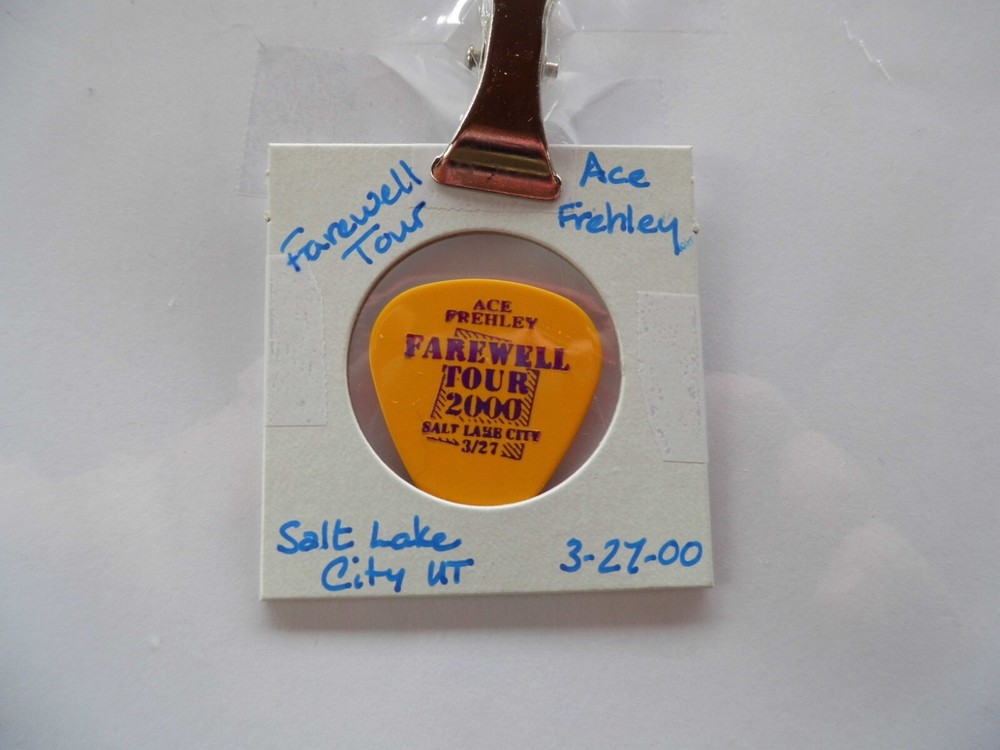 Farewell
Tour
Ace
Frehley
ACE
FREHLEY
FAREWELL
TOUR
2000
SALT LAKE CITY
3/27
Salt Lake
City UT
3-27-00